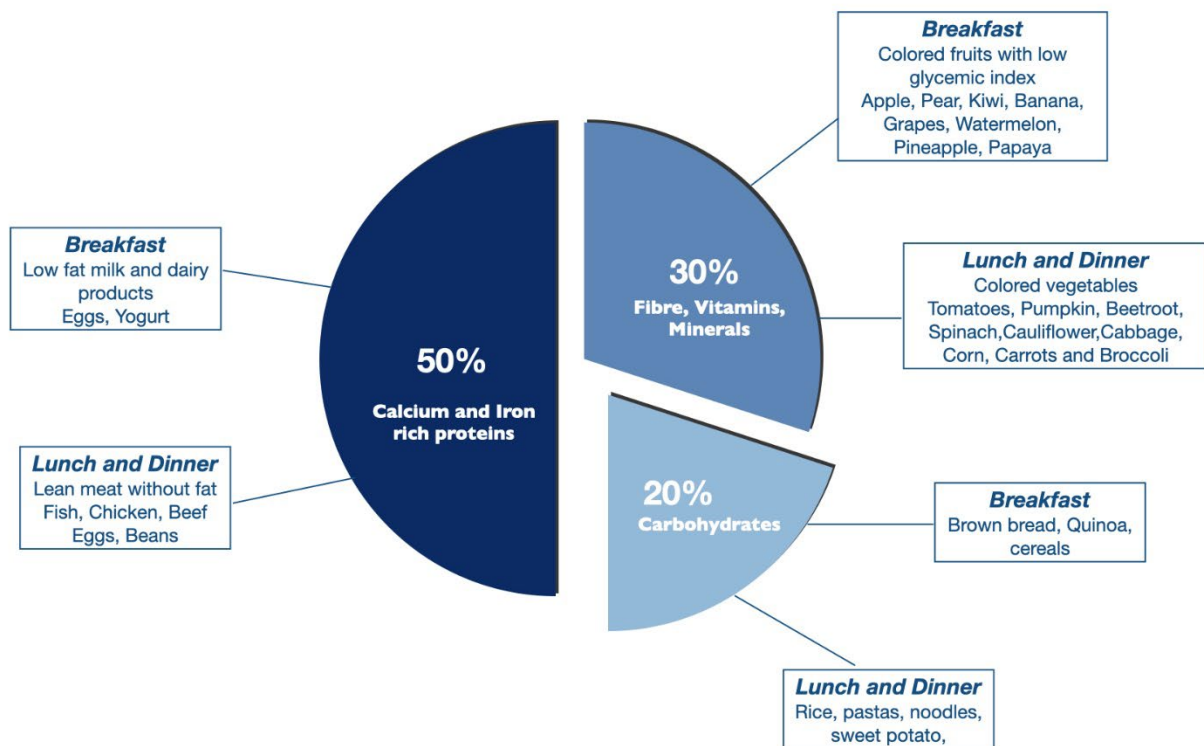 Breakfast
Colored fruits with low
glycemic index
Apple, Pear, Kiwi, Banana,
Grapes, Watermelon,
Pineapple, Papaya
Breakfast
Low fat milk and dairy
products
Eggs, Yogurt
30%
Fibre, Vitamins,
Minerals
Lunch and Dinner
Colored vegetables
Tomatoes, Pumpkin, Beetroot,
Spinach,Cauliflower,Cabbage,
Corn, Carrots and Broccoli
50%
Calcium and Iron
rich proteins
Lunch and Dinner
Lean meat without fat
Fish, Chicken, Beef
Eggs, Beans
20%
Carbohydrates
Breakfast
Brown bread, Quinoa,
cereals
Lunch and Dinner
Rice, pastas, noodles,
sweet potato,